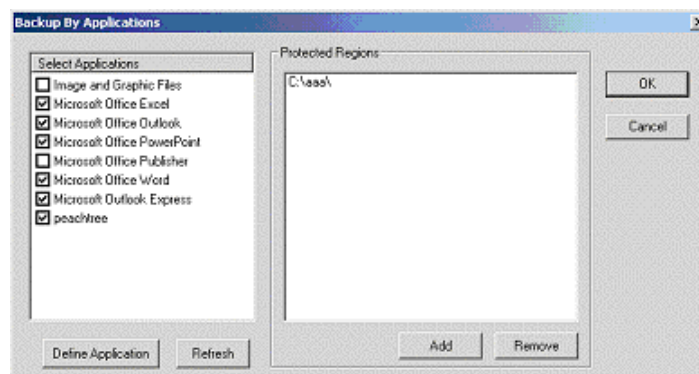 Backup By Applications
Select Applications
Image and Graphic Files
Microsoft Office Excel
Microsoft Office Outlook
Microsoft Office PowerPoint
Microsoft Office Publisher
Microsoft Office Word
Microsoft Outlook Express
peachtree
Define Application
Refresh
Protected Regions
C:\aaa\
Add
Remove
OK
Cancel